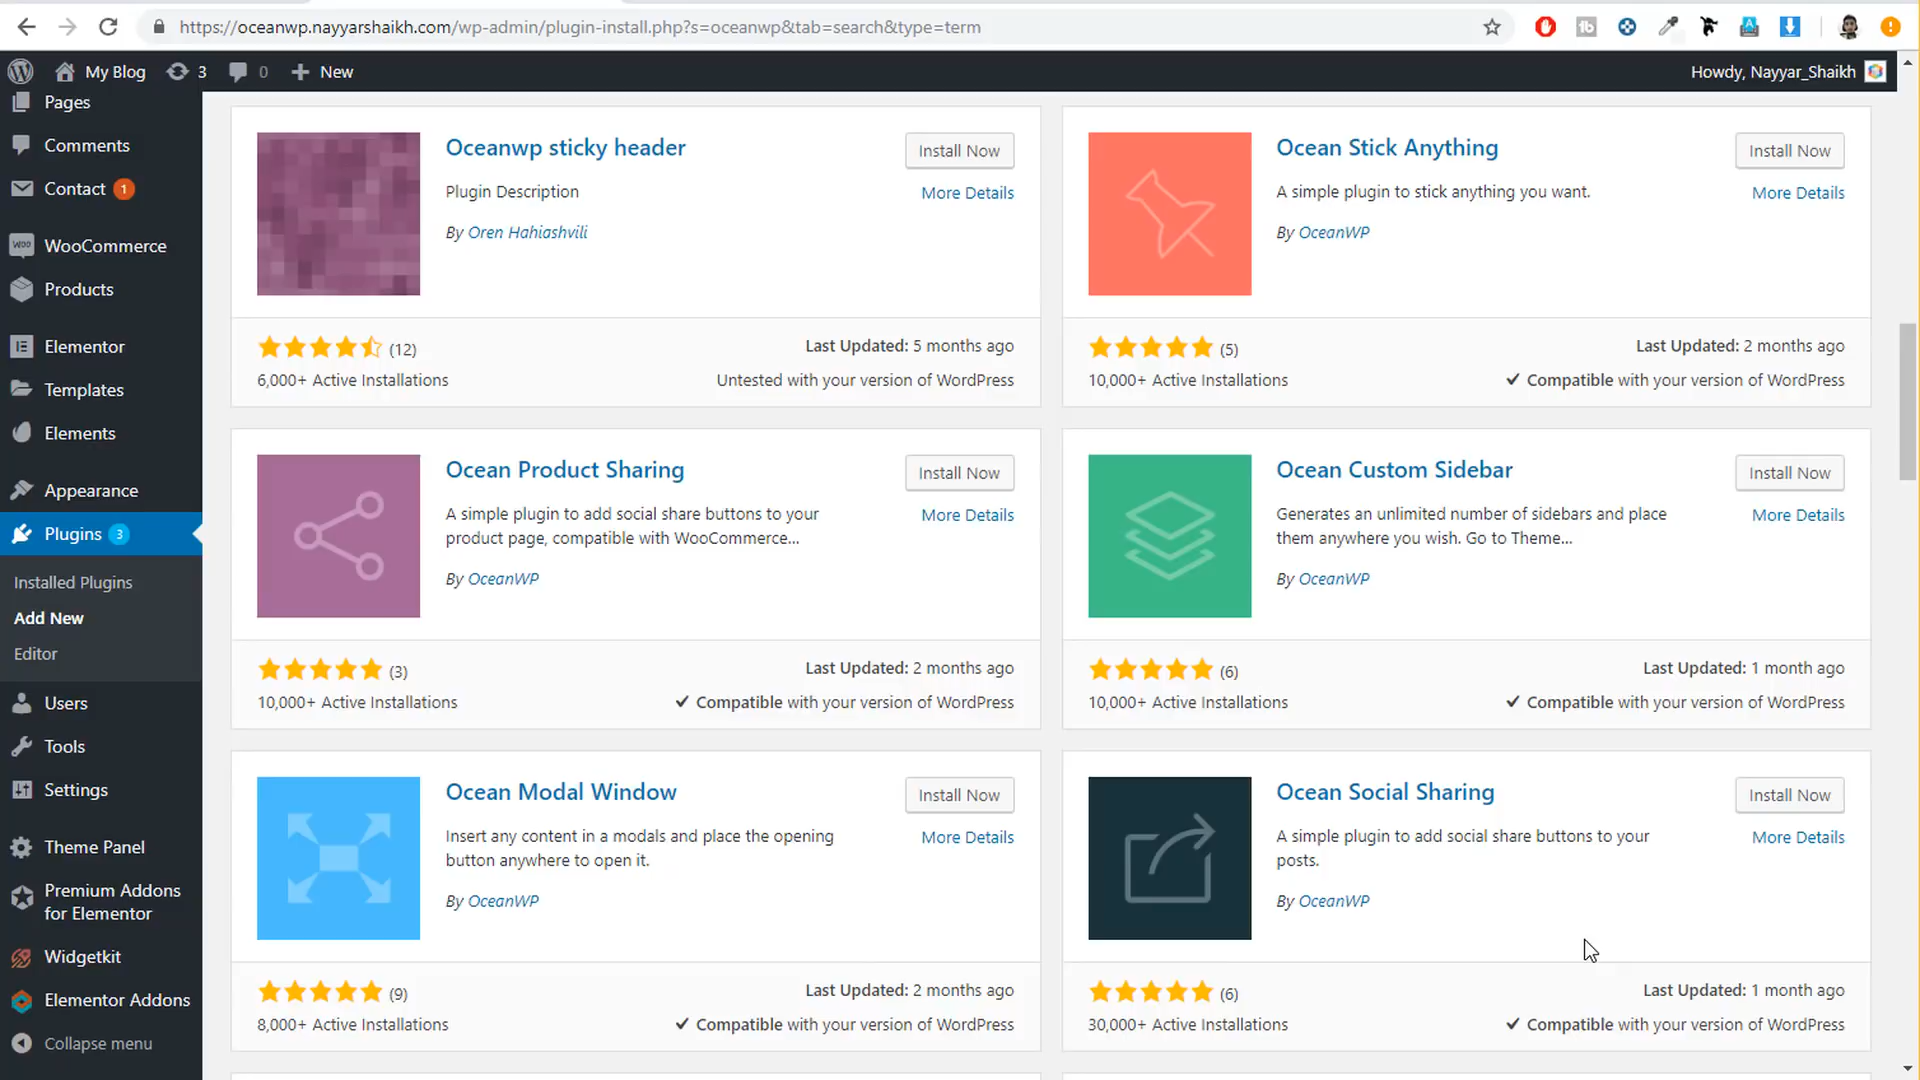 https://oceanwp.nayyarshaikh.com/wp-admin/plugin-install.php?s=oceanwp&tab=search&type=term
My Blog 3 0 New
Howdy, Nayyar_Shaikh
Pages
Comments
Contact 1
WooCommerce
Products
Elementor
Templates
Elements
Appearance
Plugins 3
Installed Plugins
Add New
Editor
Users
Tools
Settings
Theme Panel
Premium Addons
for Elementor
Widgetkit
Elementor Addons
Collapse menu
Oceanwp sticky header
Install Now
Plugin Description
More Details
By Oren Hahiashvili
(12)
Last Updated: 5 months ago
6,000+ Active Installations
Untested with your version of WordPress
Ocean Stick Anything
Install Now
A simple plugin to stick anything you want.
More Details
By OceanWP
(5)
Last Updated: 2 months ago
10,000+ Active Installations
✔ Compatible with your version of WordPress
Ocean Product Sharing
Install Now
A simple plugin to add social share buttons to your
More Details
product page, compatible with WooCommerce...
By OceanWP
(3)
Last Updated: 2 months ago
10,000+ Active Installations
✔ Compatible with your version of WordPress
Ocean Custom Sidebar
Install Now
Generates an unlimited number of sidebars and place
More Details
them anywhere you wish. Go to Theme...
By OceanWP
(6)
Last Updated: 1 month ago
10,000+ Active Installations
✔ Compatible with your version of WordPress
Ocean Modal Window
Install Now
Insert any content in a modals and place the opening
More Details
button anywhere to open it.
By OceanWP
(9)
Last Updated: 2 months ago
8,000+ Active Installations
✔ Compatible with your version of WordPress
Ocean Social Sharing
Install Now
A simple plugin to add social share buttons to your
More Details
posts.
By OceanWP
(6)
Last Updated: 1 month ago
30,000+ Active Installations
✔ Compatible with your version of WordPress